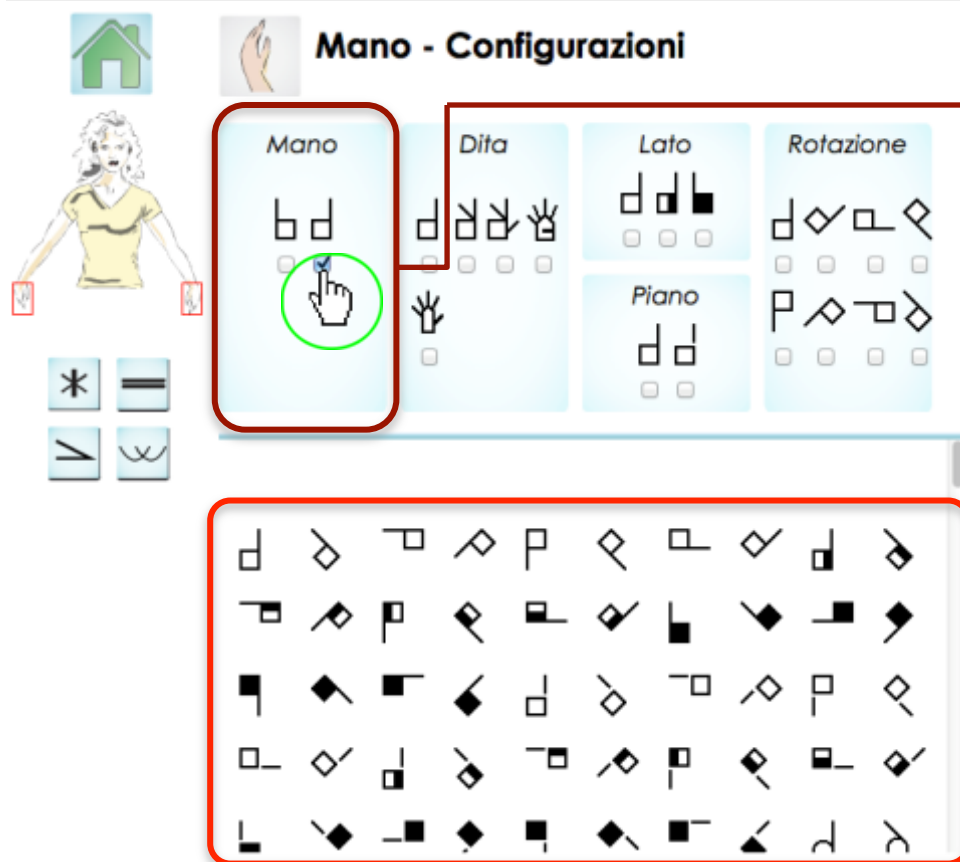 Mano - Configurazioni
Mano
Dita
Lato
Rotazione
Piano